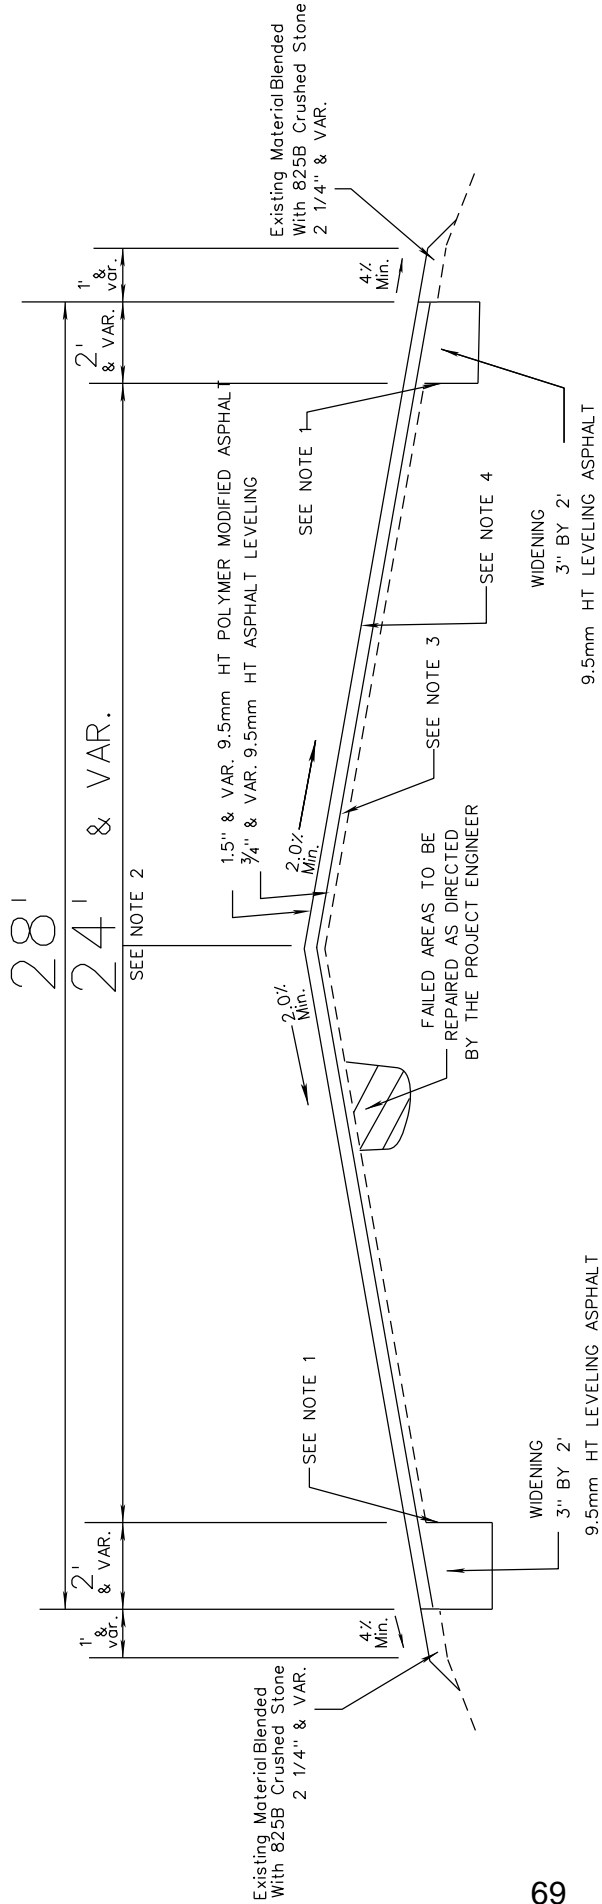 28'
24' & VAR.
SEE NOTE 2
1'
&
var.
2'
& VAR.
2'
& VAR.
1'
&
var.
Existing Material Blended
With 825B Crushed Stone
2 1/4" & VAR.
4%
Min.
SEE NOTE 1
2.0%
Min.
1.5" & VAR. 9.5mm HT POLYMER MODIFIED ASPHALT
3/4" & VAR. 9.5mm HT ASPHALT LEVELING
2.0%
Min.
SEE NOTE 1
4%
Min.
Existing Material Blended
With 825B Crushed Stone
2 1/4" & VAR.
WIDENING
3" BY 2'
9.5mm HT LEVELING ASPHALT
FAILED AREAS TO BE
REPAIRED AS DIRECTED
BY THE PROJECT ENGINEER
SEE NOTE 3
SEE NOTE 4
WIDENING
3" BY 2'
9.5mm HT LEVELING ASPHALT
69